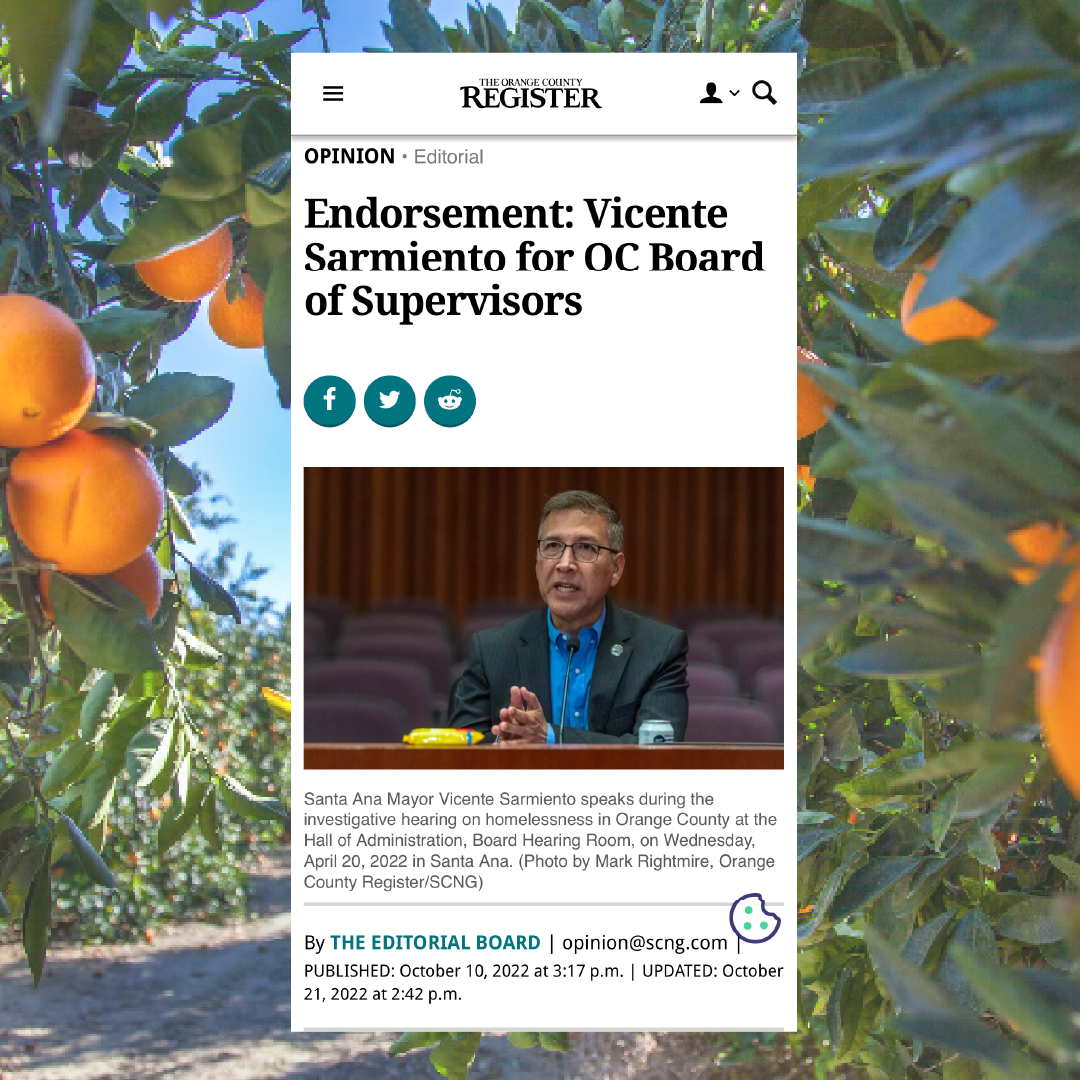 THE ORANGE COUNTY
REGISTER
OPINION • Editorial
Endorsement: Vicente
Sarmiento for OC Board
of Supervisors
Santa Ana Mayor Vicente Sarmiento speaks during the
investigative hearing on homelessness in Orange County at the
Hall of Administration, Board Hearing Room, on Wednesday,
April 20, 2022 in Santa Ana. (Photo by Mark Rightmire, Orange
County Register/SCNG)
By THE EDITORIAL BOARD | opinion@scng.com |
PUBLISHED: October 10, 2022 at 3:17 p.m. | UPDATED: October
21, 2022 at 2:42 p.m.